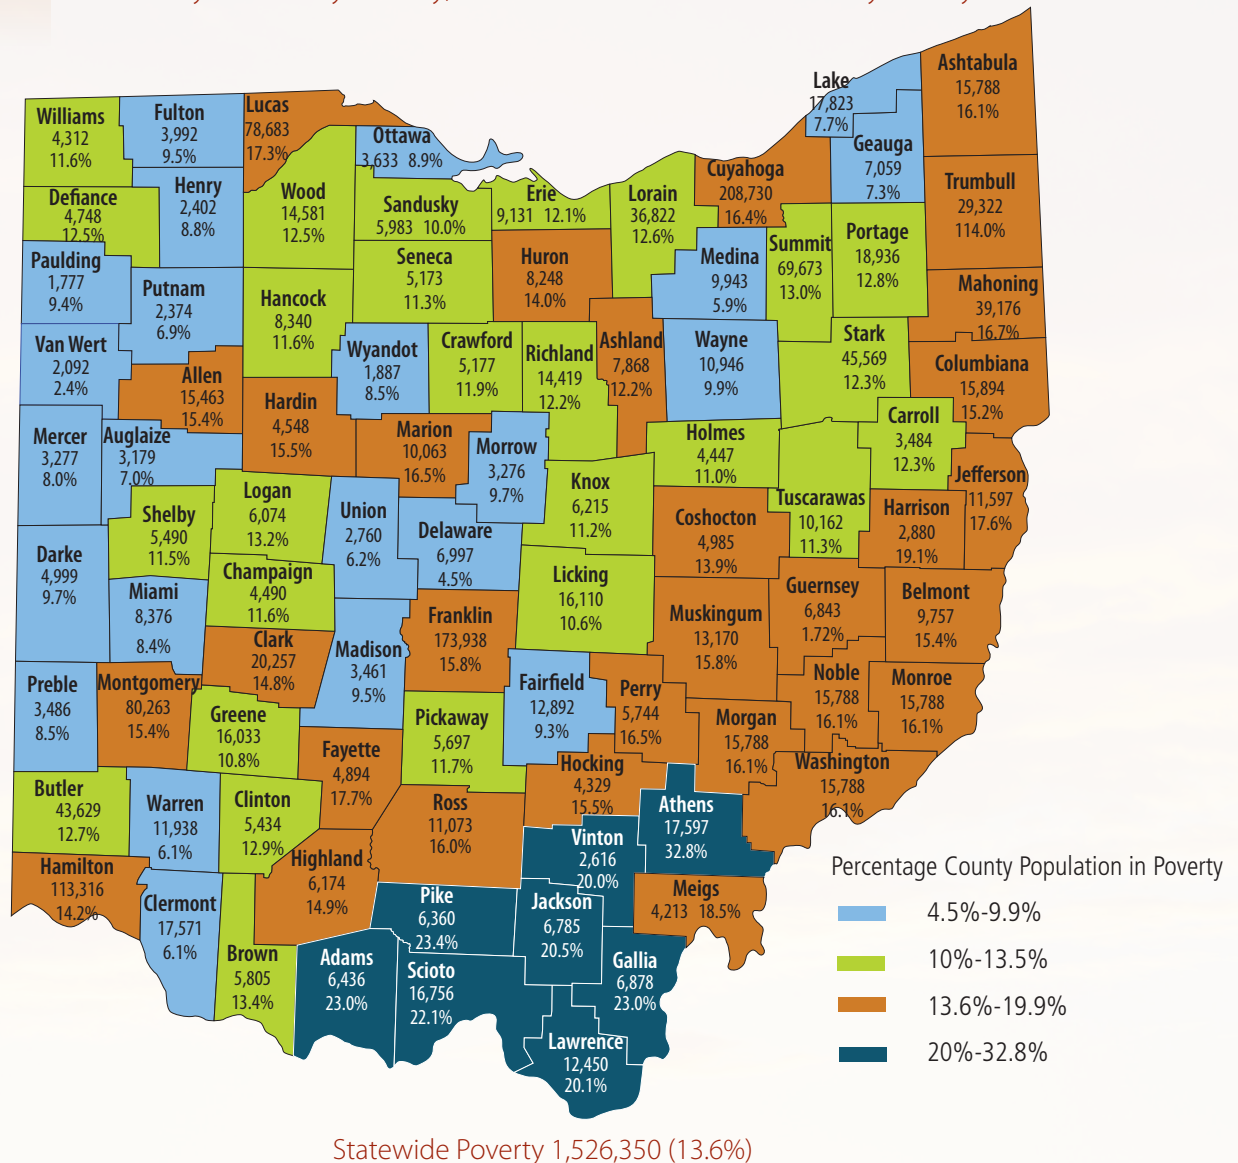 Ashtabula
15,788
16.1%
Lake
17,823
7.7%
Geauga
7,059
7.3%
Williams
4,312
11.6%
Fulton
3,992
9.5%
Lucas
78,683
17.3%
Ottawa
3,633 8.9%
Cuyahoga
208,730
16.4%
Trumbull
29,322
114.0%
Defiance
4,748
12.5%
Henry
2,402
8.8%
Wood
14,581
12.5%
Sandusky
5,983 10.0%
Erie
9,131 12.1%
Lorain
36,822
12.6%
Medina
9,943
5.9%
Summit
69,673
13.0%
Portage
18,936
12.8%
Paulding
1,777
9.4%
Putnam
2,374
6.9%
Hancock
8,340
11.6%
Seneca
5,173
11.3%
Huron
8,248
14.0%
Mahoning
39,176
16.7%
Van Wert
2,092
2.4%
Allen
15,463
15.4%
Wyandot
1,887
8.5%
Crawford
5,177
11.9%
Richland
14,419
12.2%
Ashland
7,868
12.2%
Wayne
10,946
9.9%
Stark
45,569
12.3%
Columbiana
15,894
15.2%
Mercer
3,277
8.0%
Auglaize
3,179
7.0%
Hardin
4,548
15.5%
Marion
10,063
16.5%
Morrow
3,276
9.7%
Holmes
4,447
11.0%
Carroll
3,484
12.3%
Jefferson
11,597
17.6%
Shelby
5,490
11.5%
Logan
6,074
13.2%
Union
2,760
6.2%
Delaware
6,997
4.5%
Knox
6,215
11.2%
Coshocton
4,985
13.9%
Tuscarawas
10,162
11.3%
Harrison
2,880
19.1%
Darke
4,999
9.7%
Miami
8,376
8.4%
Champaign
4,490
11.6%
Licking
16,110
10.6%
Muskingum
13,170
15.8%
Guernsey
6,843
1.72%
Belmont
9,757
15.4%
Clark
20,257
14.8%
Madison
3,461
9.5%
Franklin
173,938
15.8%
Preble
3,486
8.5%
Montgomery
80,263
15.4%
Greene
16,033
10.8%
Fairfield
12,892
9.3%
Perry
5,744
16.5%
Noble
15,788
16.1%
Monroe
15,788
16.1%
Fayette
4,894
17.7%
Pickaway
5,697
11.7%
Morgan
15,788
16.1%
Hocking
4,329
15.5%
Washington
15,788
16.1%
Butler
43,629
12.7%
Warren
11,938
6.1%
Clinton
5,434
12.9%
Ross
11,073
16.0%
Athens
17,597
32.8%
Vinton
2,616
20.0%
Hamilton
113,316
14.2%
Highland
6,174
14.9%
Clermont
17,571
6.1%
Pike
6,360
23.4%
Jackson
6,785
20.5%
Meigs
4,213 18.5%
Brown
5,805
13.4%
Adams
6,436
23.0%
Scioto
16,756
22.1%
Gallia
6,878
23.0%
Lawrence
12,450
20.1%
Percentage County Population in Poverty
4.5%-9.9%
10%-13.5%
13.6%-19.9%
20%-32.8%
Statewide Poverty 1,526,350 (13.6%)